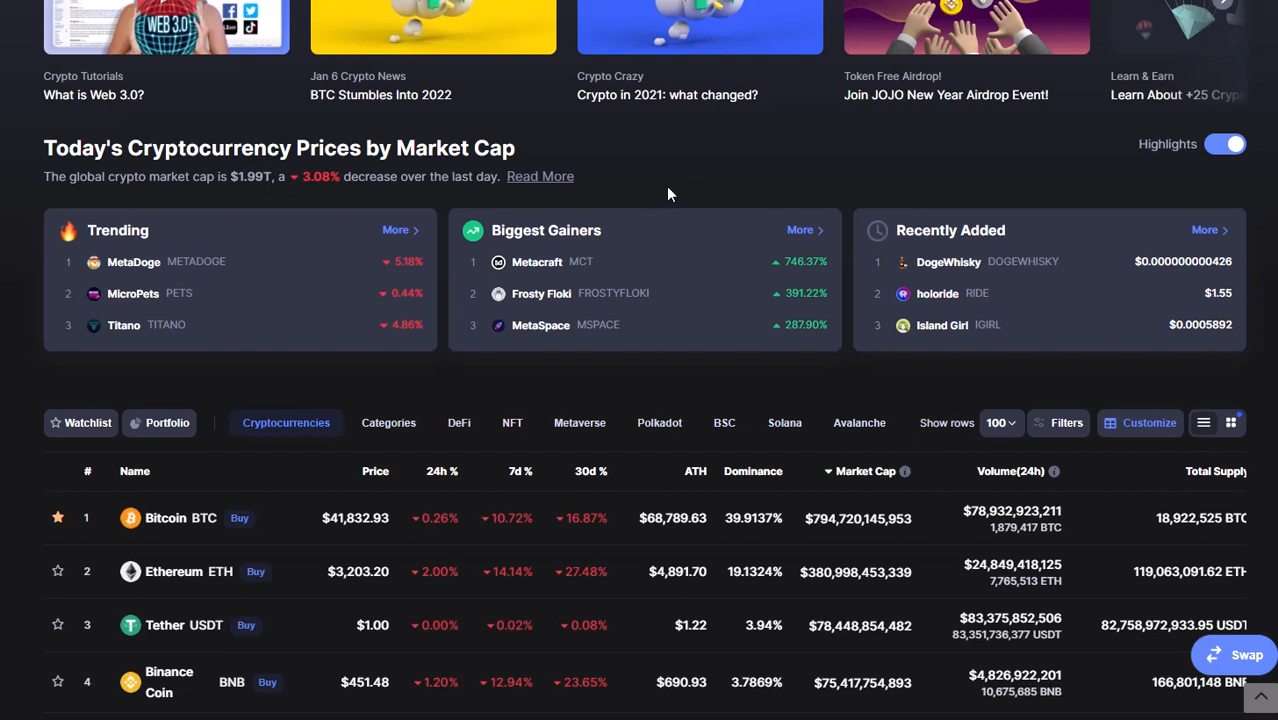 WEB 3.0
Uber
Crypto Tutorials
What is Web 3.0?
Jan 6 Crypto News
BTC Stumbles Into 2022
Crypto Crazy
Crypto in 2021: what changed?
Token Free Airdrop!
Join JOJO New Year Airdrop Event!
Learn & Earn
Learn About +25 Crypt
Today's Cryptocurrency Prices by Market Cap
Highlights
The global crypto market cap is $1.99T, a 3.08% decrease over the last day. Read More
Trending More
1 MetaDoge METADOGE 5.18%
2 MicroPets PETS 0.44%
3 Titano TITANO 4.86%
Biggest Gainers More
1 Metacraft MCT 746.37%
2 Frosty Floki FROSTYFLOKI 391.22%
3 MetaSpace MSPACE 287.90%
Recently Added More
1 DogeWhisky DOGEWHISKY $0.000000000426
2 holoride RIDE $1.55
3 Island Girl IGIRL $0.0005892
Watchlist Portfolio Cryptocurrencies Categories DeFi NFT Metaverse Polkadot BSC Solana Avalanche Show rows 100 Filters Customize
# Name Price 24h % 7d % 30d % ATH Dominance Market Cap Volume(24h) Total Supply
1 Bitcoin BTC Buy $41,832.93 0.26% 10.72% 16.87% $68,789.63 39.9137% $794,720,145,953 $78,932,923,211 18,922,525 BTC
1,879,417 BTC
2 Ethereum ETH Buy $3,203.20 2.00% 14.14% 27.48% $4,891.70 19.1324% $380,998,453,339 $24,849,418,125 119,063,091.62 ETH
7,765,513 ETH
3 Tether USDT Buy $1.00 0.00% 0.02% 0.08% $1.22 3.94% $78,448,854,482 $83,375,852,506 82,758,972,933.95 USDT
83,351,736,377 USDT
Swap
4 Binance Coin BNB Buy $451.48 1.20% 12.94% 23.65% $690.93 3.7869% $75,417,754,893 $4,826,922,201 166,801,148 BNB
10,675,685 BNB